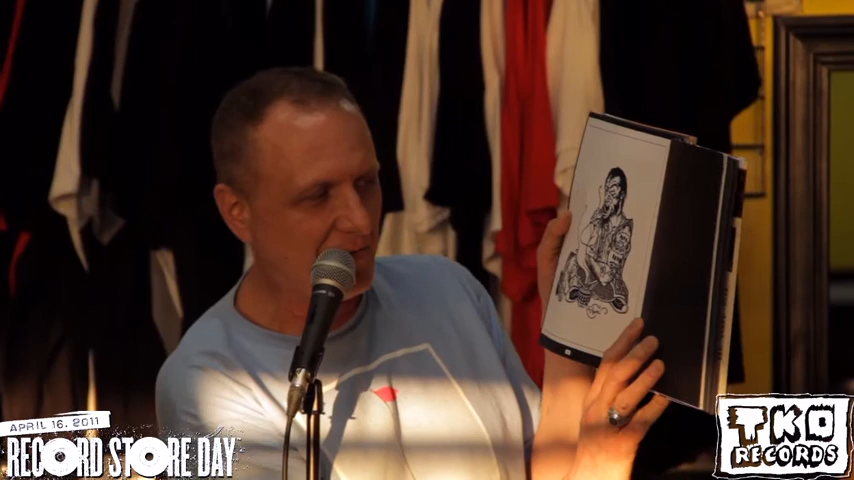 APRIL 16, 2011
RECORD STORE DAY
TKO
RECORDS